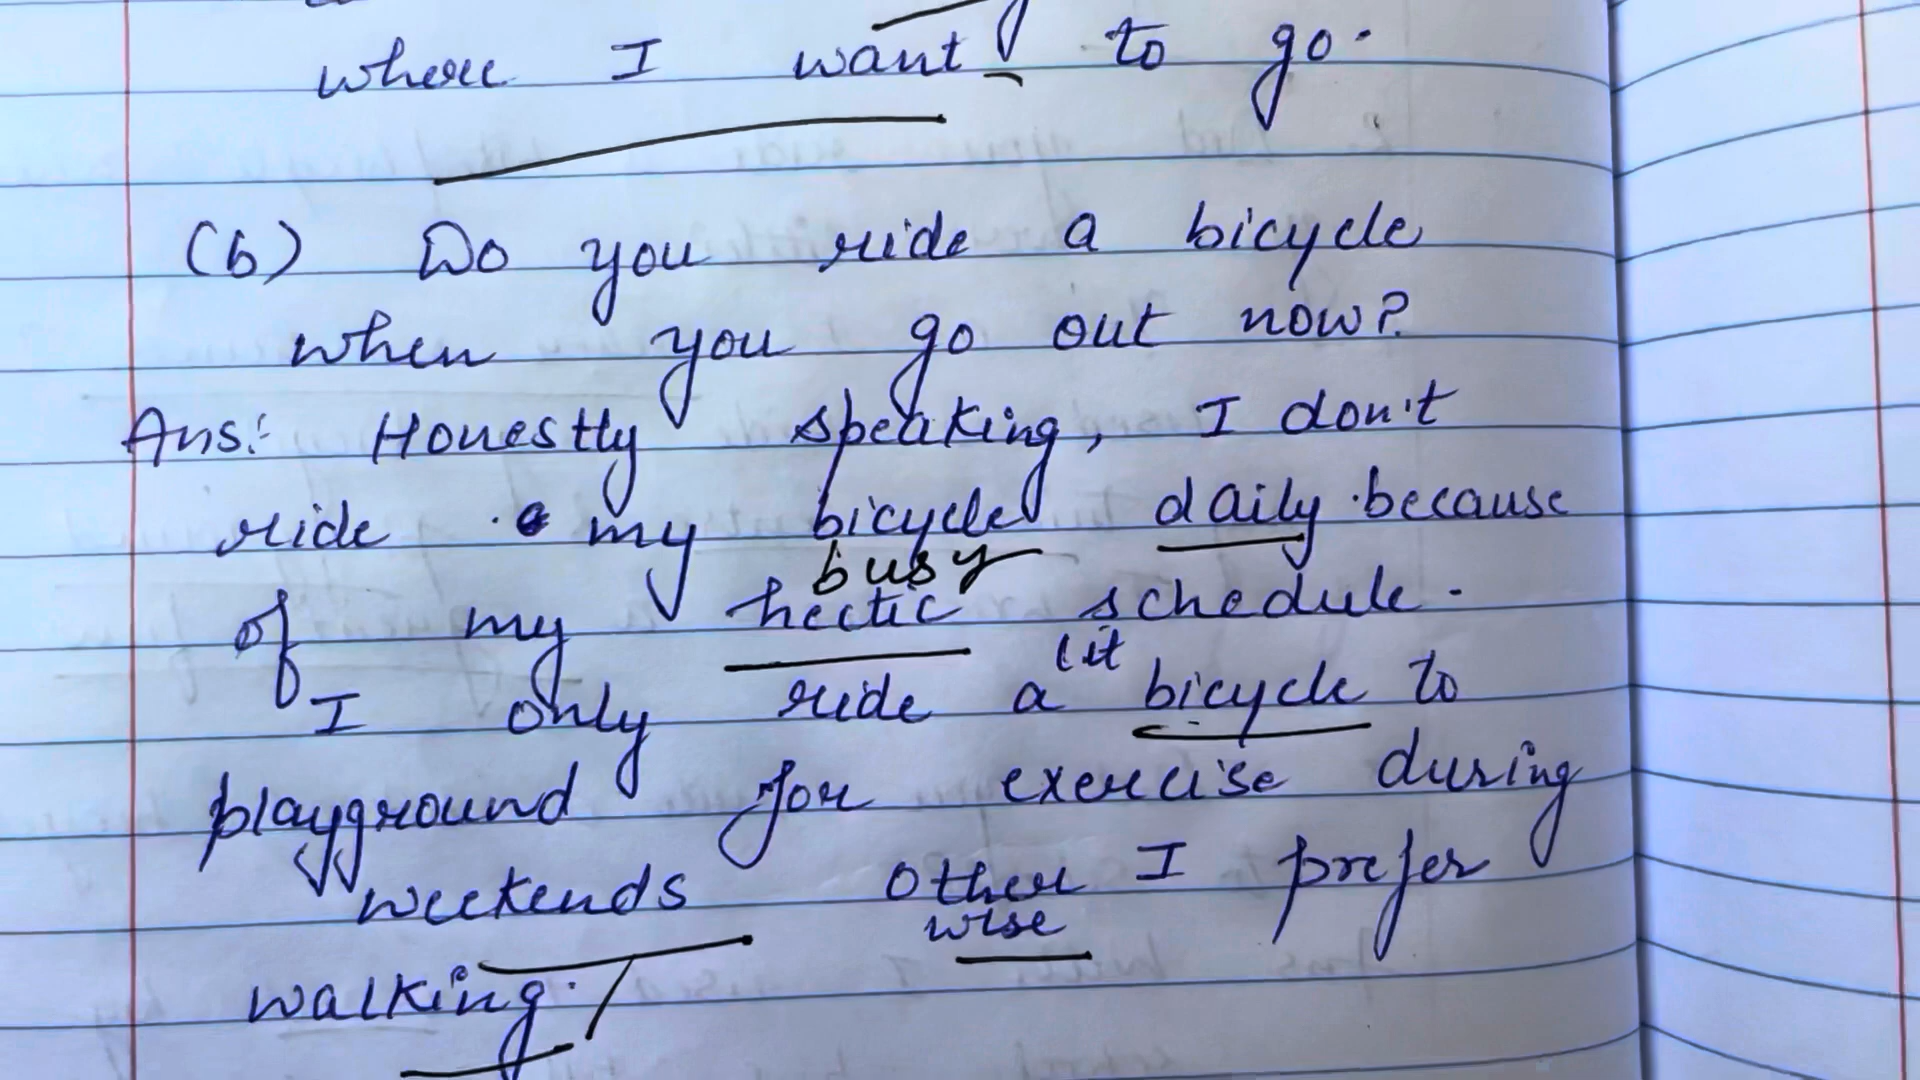 where I want to go.
(b) Do you ride a bicycle
when you go out now?
Ans:- Honestly speaking, I don't
ride my bicycle daily because
busy
of my hectic schedule.
(it
I only ride a bicycle to
playground for exercise during
weekends other I prefer
wise
walking.